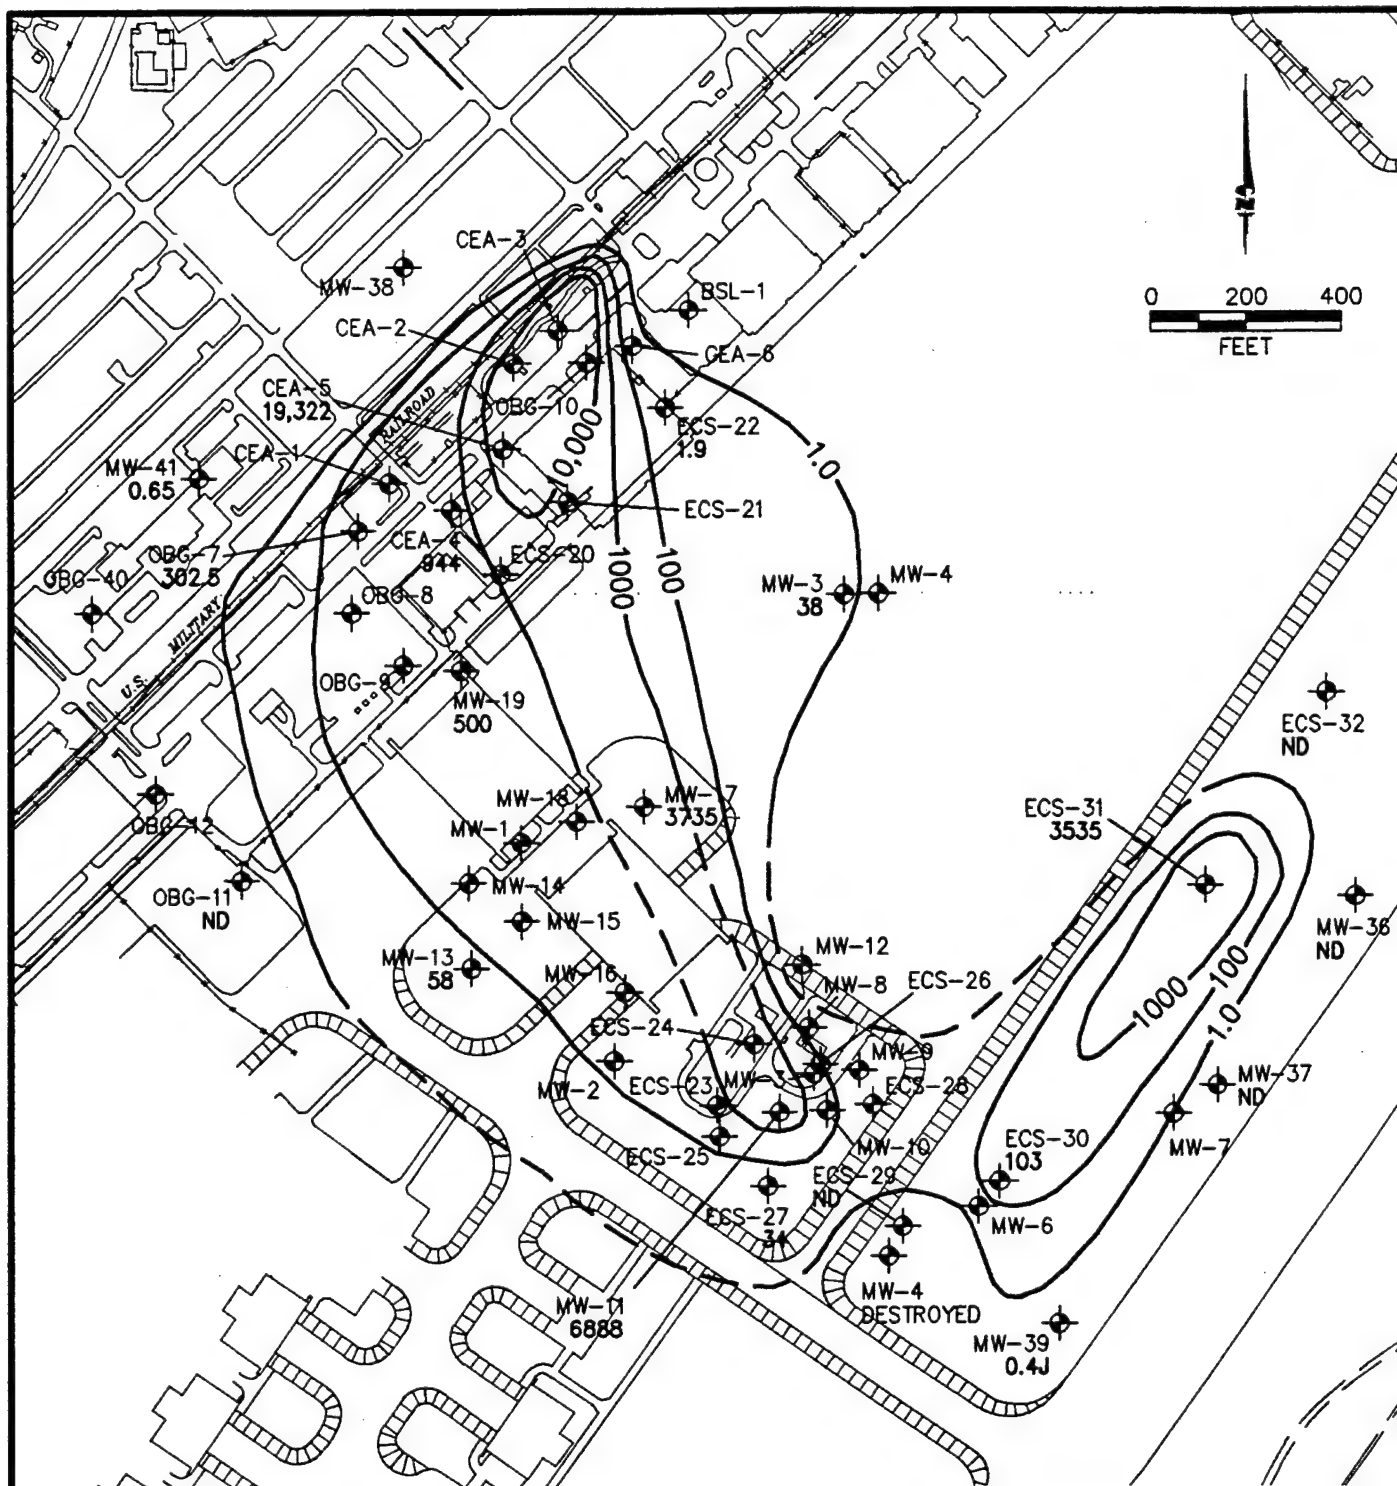 CEA-3
MW-38
BSL-1
0 200 400
FEET
CEA-2
CEA-6
RAILROAD
CEA-5
19,322
OBG-10
10,000
ECS-22
1.9
1.0
CEA-1
MW-41
0.65
ECS-21
OBG-7
302.5
CEA-4
944
ECS-20
1000
100
OBG-40
MW-3
38
MW-4
OBG-8
MILITARY
U.S.
OBG-9
MW-19
500
ECS-32
ND
MW-18
MW-17
3735
ECS-31
3535
OBG-12
MW-1
OBG-11
ND
MW-14
MW-15
MW-36
ND
MW-13
58
MW-16
MW-12
MW-8
ECS-26
1000
100
1.0
ECS-24
MW-9
MW-2
ECS-23
MW-3
ECS-28
MW-37
ND
MW-7
ECS-25
MW-10
ECS-30
103
ECS-29
ND
ECS-27
34
MW-6
MW-11
6888
MW-4
DESTROYED
MW-39
0.4J